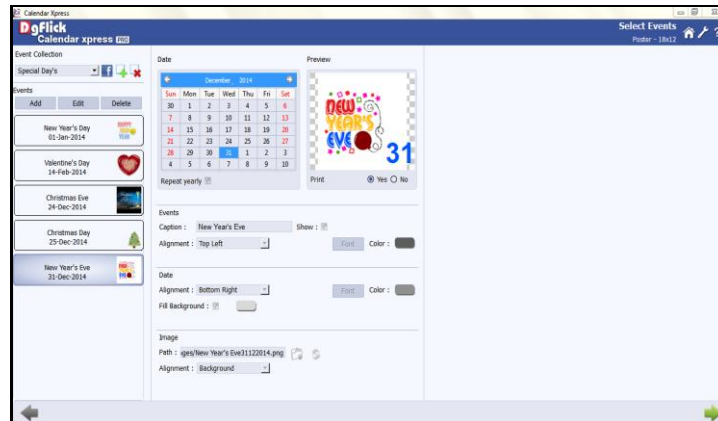 Calendar Xpress
DgFlick
Calendar xpress PRO
Select Events
Poster - 18x12
Event Collection
Special Day's
Events
Add Edit Delete
New Year's Day
01-Jan-2014
Valentine's Day
14-Feb-2014
Christmas Eve
24-Dec-2014
Christmas Day
25-Dec-2014
New Year's Eve
31-Dec-2014
Date
December, 2014
Sun Mon Tue Wed Thu Fri Sat
30 1 2 3 4 5 6
7 8 9 10 11 12 13
14 15 16 17 18 19 20
21 22 23 24 25 26 27
28 29 30 31 1 2 3
4 5 6 7 8 9 10
Repeat yearly
Preview
NEW
YEAR'S
EVE
31
Print Yes No
Events
Caption : New Year's Eve Show :
Alignment : Top Left Font Color :
Date
Alignment : Bottom Right Font Color :
Fill Background :
Image
Path : ges/New Year's Eve31122014.png
Alignment : Background